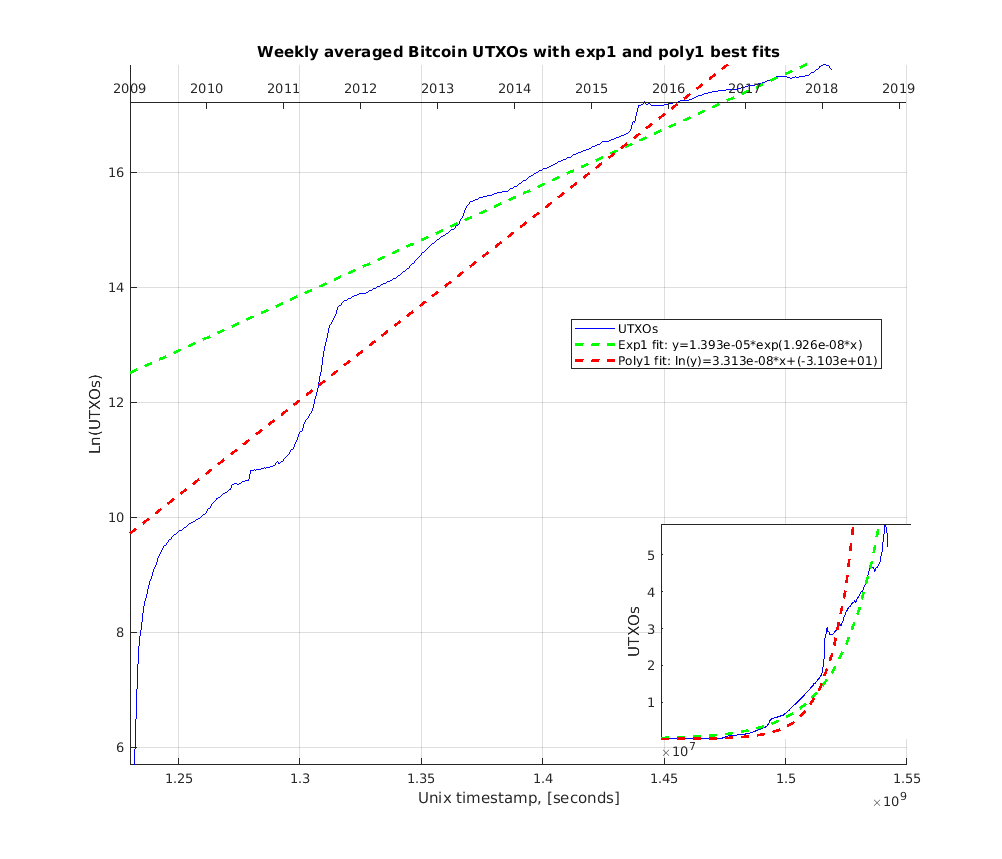 Weekly averaged Bitcoin UTXOs with exp1 and poly1 best fits
2009 2010 2011 2012 2013 2014 2015 2016 2017 2018 2019
16
14
12
10
8
6
Ln(UTXOs)
UTXOs
Exp1 fit: y=1.393e-05*exp(1.926e-08*x)
Poly1 fit: ln(y)=3.313e-08*x+(-3.103e+01)
5
4
3
2
1
UTXOs
×10^7
1.25 1.3 1.35 1.4 1.45 1.5 1.55
Unix timestamp, [seconds]
×10^9